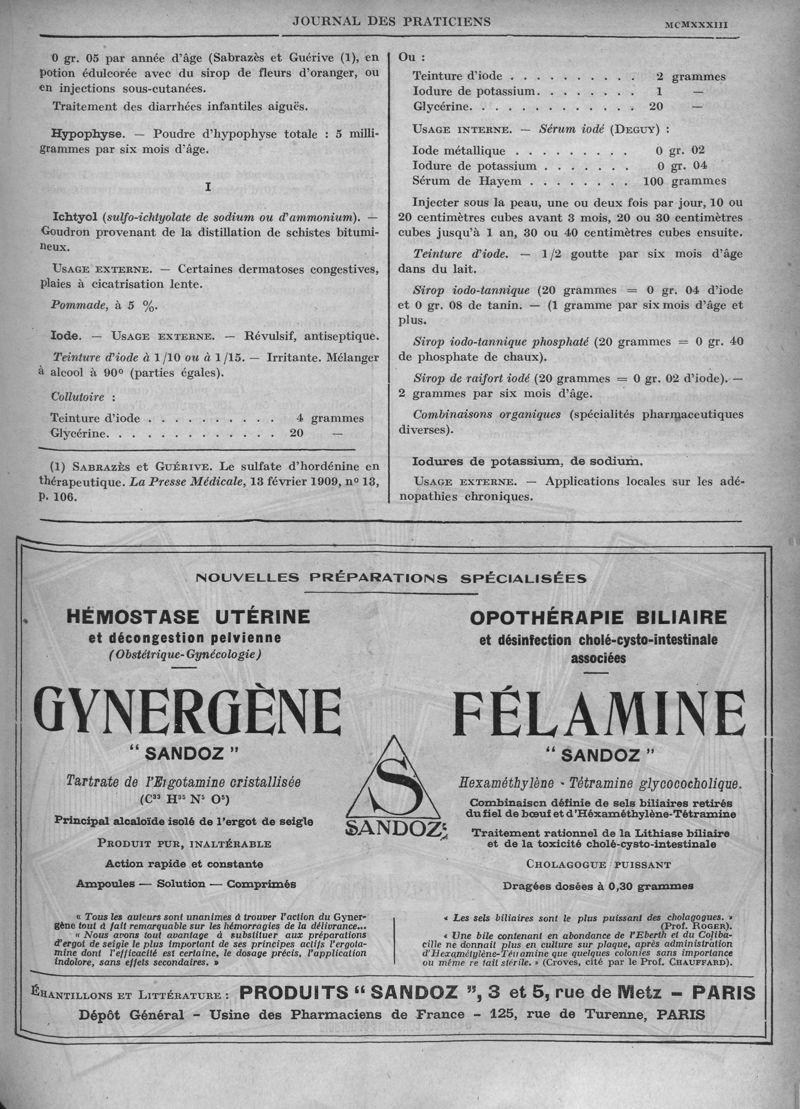 JOURNAL DES PRATICIENS
MCMXXXIII
0 gr. 05 par année d'âge (Sabrazès et Guérive (1), en
potion édulcorée avec du sirop de fleurs d'oranger, ou
en injections sous-cutanées.
Traitement des diarrhées infantiles aiguës.
Hypophyse. — Poudre d'hypophyse totale : 5 milli-
grammes par six mois d'âge.
I
Ichtyol (sulfo-ichtyolate de sodium ou d'ammonium). —
Goudron provenant de la distillation de schistes bitumi-
neux.
USAGE EXTERNE. — Certaines dermatoses congestives,
plaies à cicatrisation lente.
Pommade, à 5 %.
Iode. — USAGE EXTERNE. — Révulsif, antiseptique.
Teinture d'iode à 1/10 ou à 1/15. — Irritante. Mélanger
à alcool à 90° (parties égales).
Collutoire :
Teinture d'iode . . . . . . . . . . 4 grammes
Glycérine. . . . . . . . . . . . . 20 —
(1) SABRAZÈS et GUÉRIVE. Le sulfate d'hordénine en
thérapeutique. La Presse Médicale, 13 février 1909, n° 13,
p. 106.
Ou :
Teinture d'iode . . . . . . . . . . 2 grammes
Iodure de potassium. . . . . . . . 1 —
Glycérine. . . . . . . . . . . . . 20 —
USAGE INTERNE. — Sérum iodé (DEGUY) :
Iode métallique . . . . . . . . . 0 gr. 02
Iodure de potassium . . . . . . . 0 gr. 04
Sérum de Hayem . . . . . . . . 100 grammes
Injecter sous la peau, une ou deux fois par jour, 10 ou
20 centimètres cubes avant 3 mois, 20 ou 30 centimètres
cubes jusqu'à 1 an, 30 ou 40 centimètres cubes ensuite.
Teinture d'iode. — 1/2 goutte par six mois d'âge
dans du lait.
Sirop iodo-tannique (20 grammes = 0 gr. 04 d'iode
et 0 gr. 08 de tanin. — (1 gramme par six mois d'âge et
plus.
Sirop iodo-tannique phosphaté (20 grammes = 0 gr. 40
de phosphate de chaux).
Sirop de raifort iodé (20 grammes = 0 gr. 02 d'iode). —
2 grammes par six mois d'âge.
Combinaisons organiques (spécialités pharmaceutiques
diverses).
Iodures de potassium, de sodium.
USAGE EXTERNE. — Applications locales sur les adé-
nopathies chroniques.
NOUVELLES PRÉPARATIONS SPÉCIALISÉES
HÉMOSTASE UTÉRINE
et décongestion pelvienne
(Obstétrique-Gynécologie)
GYNERGÈNE
“ SANDOZ ”
Tartrate de l'Ergotamine cristallisée
(C³³ H³⁵ N⁵ O⁵)
Principal alcaloïde isolé de l'ergot de seigle
PRODUIT PUR, INALTÉRABLE
Action rapide et constante
Ampoules — Solution — Comprimés
« Tous les auteurs sont unanimes à trouver l'action du Gyner-
gène tout à fait remarquable sur les hémorragies de la délivrance...
« Nous avons tout avantage à substituer aux préparations
d'ergot de seigle le plus important de ses principes actifs l'ergota-
mine dont l'efficacité est certaine, le dosage précis, l'application
indolore, sans effets secondaires. »
S
SANDOZ
OPOTHÉRAPIE BILIAIRE
et désinfection cholé-cysto-intestinale
associées
FÉLAMINE
“ SANDOZ ”
Hexaméthylène - Tétramine glycocholique.
Combinaison définie de sels biliaires retirés
du fiel de bœuf et d'Héxaméthylène-Tétramine
Traitement rationnel de la Lithiase biliaire
et de la toxicité cholé-cysto-intestinale
CHOLAGOGUE PUISSANT
Dragées dosées à 0,30 grammes
« Les sels biliaires sont le plus puissant des cholagogues. »
(Prof. ROGER).
« Une bile contenant en abondance de l'Eberth et du Coliba-
cille ne donnait plus en culture sur plaque, après administration
d'Hexamétylène-Tétramine que quelques colonies sans importance
ou même re tait stérile. » (Croves, cité par le Prof. CHAUFFARD).
ÉCHANTILLONS ET LITTÉRATURE : PRODUITS “ SANDOZ ”, 3 et 5, rue de Metz — PARIS
Dépôt Général — Usine des Pharmaciens de France — 125, rue de Turenne, PARIS